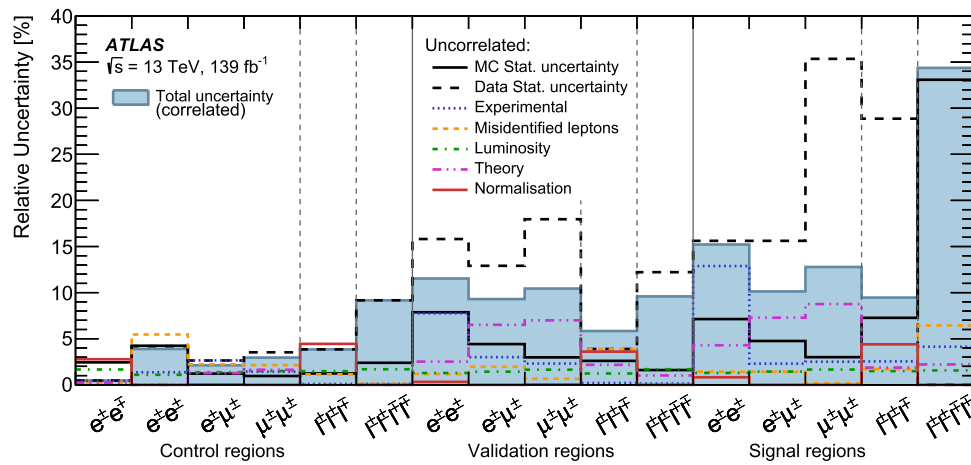 Relative Uncertainty [%]
40
35
30
25
20
15
10
5
0
ATLAS
√s = 13 TeV, 139 fb⁻¹
Total uncertainty
(correlated)
Uncorrelated:
MC Stat. uncertainty
Data Stat. uncertainty
Experimental
Misidentified leptons
Luminosity
Theory
Normalisation
e±e∓
e±e±
e±μ±
μ±μ±
l±l±l∓
l±l±l∓l∓
e±e±
e±μ±
μ±μ±
l±l±l∓
l±l±l∓l∓
e±e±
e±μ±
μ±μ±
l±l±l∓
l±l±l∓l∓
Control regions
Validation regions
Signal regions